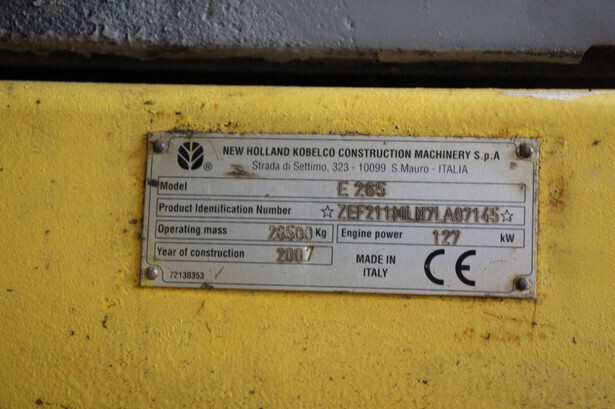 NEW HOLLAND KOBELCO CONSTRUCTION MACHINERY S.p.A
Strada di Settimo, 323 - 10099 S.Mauro - ITALIA
®
Model E 265
Product Identification Number ☆ZEF211MLN7LA07145☆
Operating mass 26500 Kg Engine power 127 kW
Year of construction 2007
MADE IN
ITALY
CE
72130353